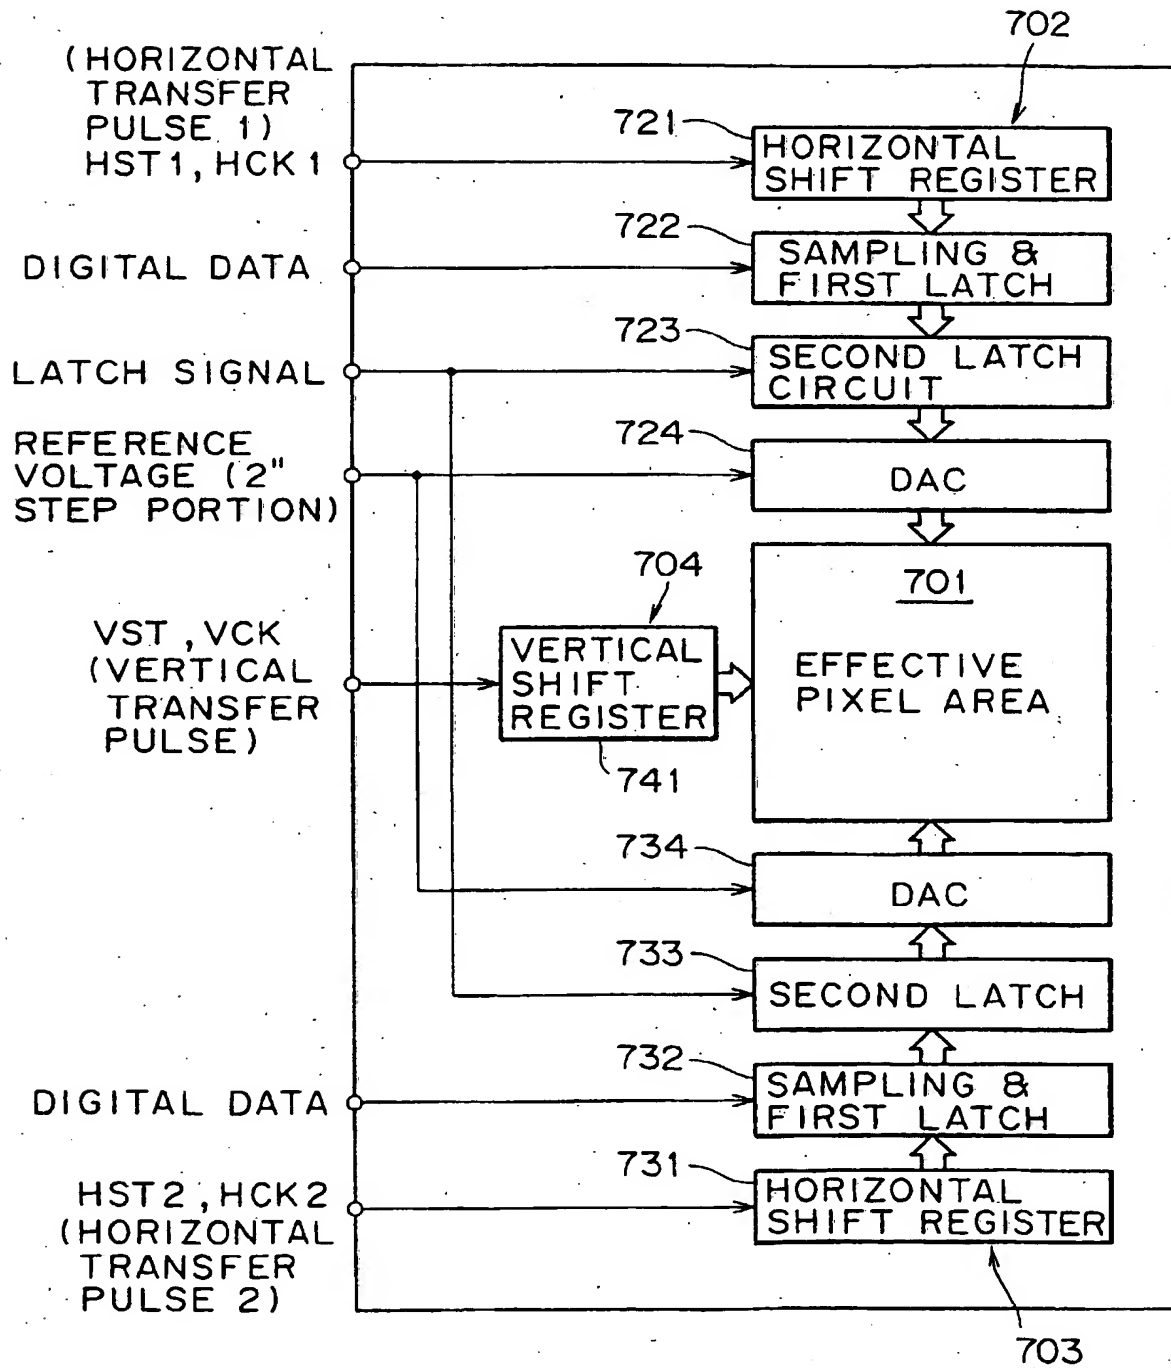 702
(HORIZONTAL
TRANSFER
PULSE 1)
HST1, HCK1
721
HORIZONTAL
SHIFT REGISTER
722
DIGITAL DATA
SAMPLING &
FIRST LATCH
723
LATCH SIGNAL
SECOND LATCH
CIRCUIT
724
REFERENCE
VOLTAGE (2"
STEP PORTION)
DAC
704
701
VST, VCK
(VERTICAL
TRANSFER
PULSE)
VERTICAL
SHIFT
REGISTER
741
EFFECTIVE
PIXEL AREA
734
DAC
733
SECOND LATCH
732
DIGITAL DATA
SAMPLING &
FIRST LATCH
731
HST2, HCK2
(HORIZONTAL
TRANSFER
PULSE 2)
HORIZONTAL
SHIFT REGISTER
703